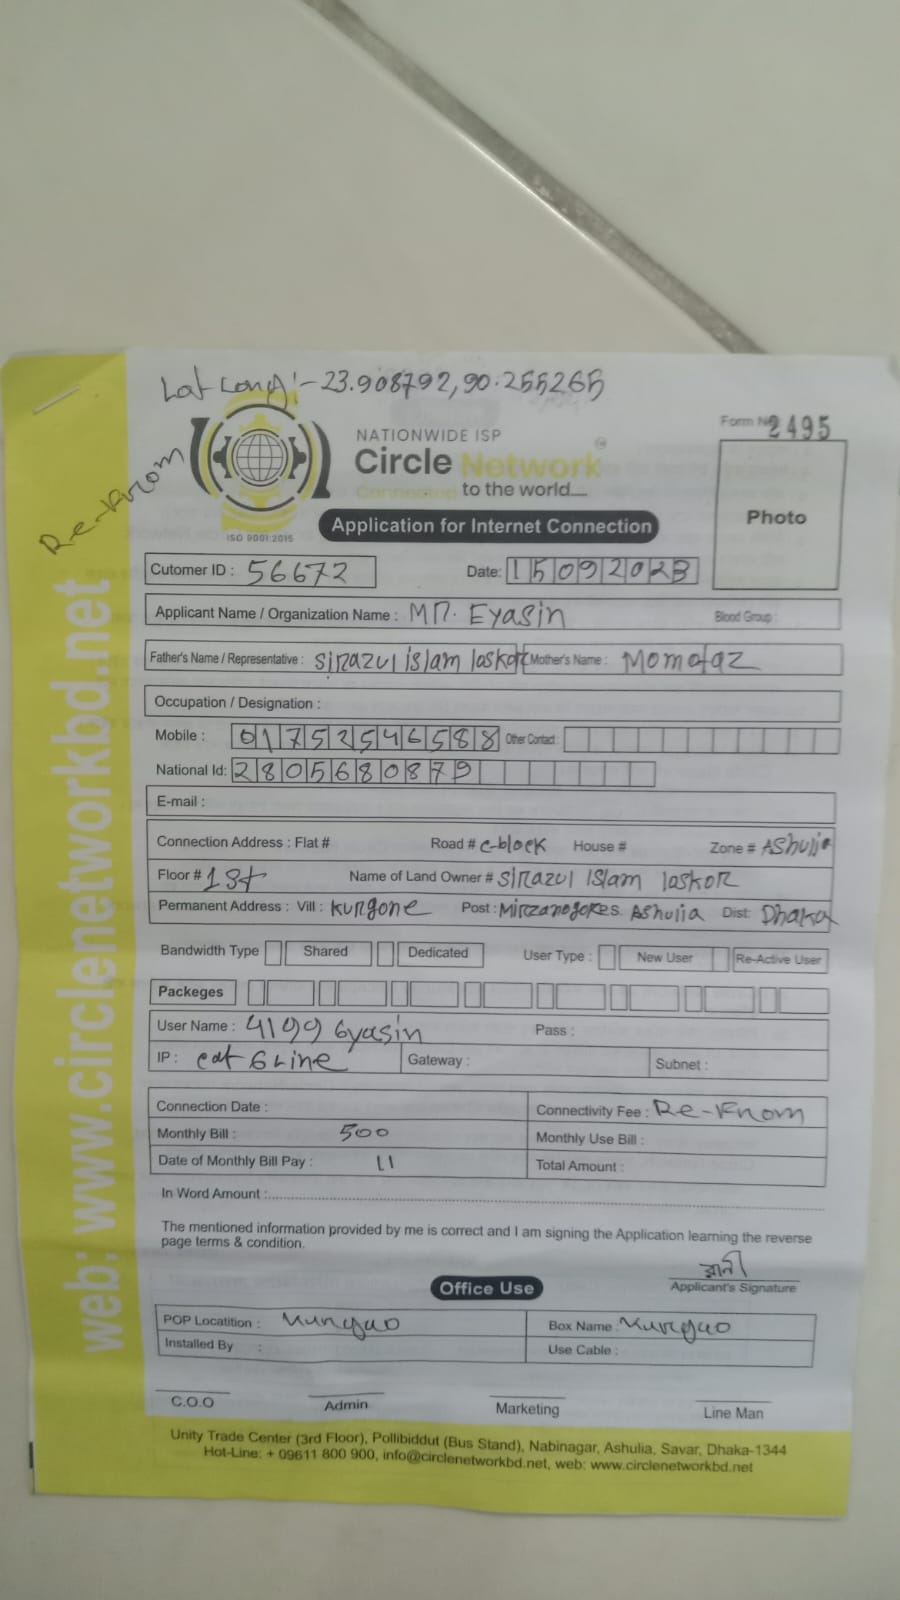 Lat Long:- 23.908792, 90.255265
Form No 2495
NATIONWIDE ISP
Circle Network
Connected to the world....
ISO 9001:2015
Re-Knom
Application for Internet Connection
Photo
Cutomer ID : 56672 Date: 15092023
Applicant Name / Organization Name : Mr. Eyasin Blood Group :
Father's Name / Representative : Sirazul islam laskor Mother's Name : Momotaz
Occupation / Designation :
Mobile : 01752546588 Other Contact :
National Id: 2805680879
E-mail :
Connection Address : Flat # Road # c-block House # Zone # Ashulia
Floor # 1st Name of Land Owner # Sirazul Islam laskor
Permanent Address : Vill : Kurgone Post : Mirzanogores. Ashulia Dist: Dhaka
Bandwidth Type Shared Dedicated User Type : New User Re-Active User
Packeges
User Name : 4199 Eyasin Pass :
IP : cat 6 Line Gateway : Subnet :
Connection Date : Connectivity Fee : Re-Knom
Monthly Bill : 500 Monthly Use Bill :
Date of Monthly Bill Pay : 11 Total Amount :
In Word Amount :
The mentioned information provided by me is correct and I am signing the Application learning the reverse
page terms & condition.
Applicant's Signature
Office Use
POP Locatition : Box Name :
Installed By : Use Cable :
C.O.O Admin Marketing Line Man
Unity Trade Center (3rd Floor), Pollibiddut (Bus Stand), Nabinagar, Ashulia, Savar, Dhaka-1344
Hot-Line: + 09611 800 900, info@circlenetworkbd.net, web: www.circlenetworkbd.net
web: www.circlenetworkbd.net